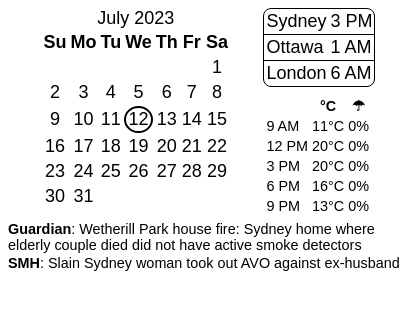 July 2023
Su Mo Tu We Th Fr Sa
1
2 3 4 5 6 7 8
9 10 11 12 13 14 15
16 17 18 19 20 21 22
23 24 25 26 27 28 29
30 31
Sydney 3 PM
Ottawa 1 AM
London 6 AM
°C ☂
9 AM 11°C 0%
12 PM 20°C 0%
3 PM 20°C 0%
6 PM 16°C 0%
9 PM 13°C 0%
Guardian: Wetherill Park house fire: Sydney home where
elderly couple died did not have active smoke detectors
SMH: Slain Sydney woman took out AVO against ex-husband